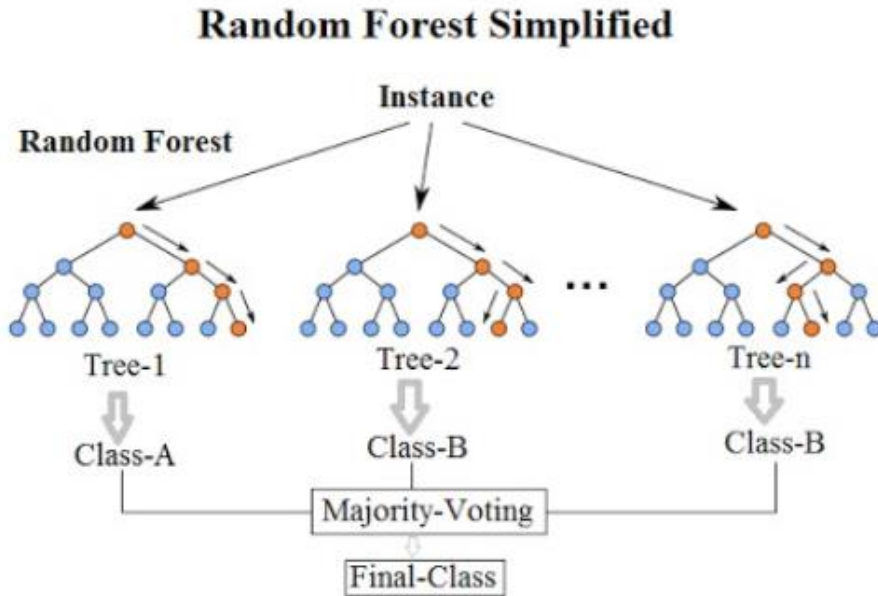 Random Forest Simplified
Instance
Random Forest
...
Tree-1
Tree-2
Tree-n
Class-A
Class-B
Class-B
Majority-Voting
Final-Class